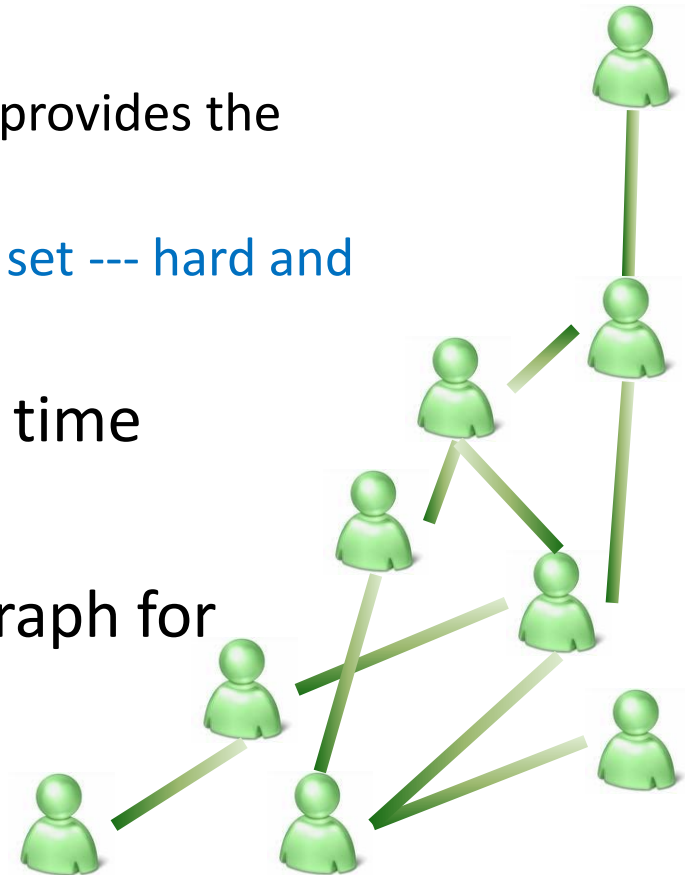 provides the
set --- hard and
time
raph for